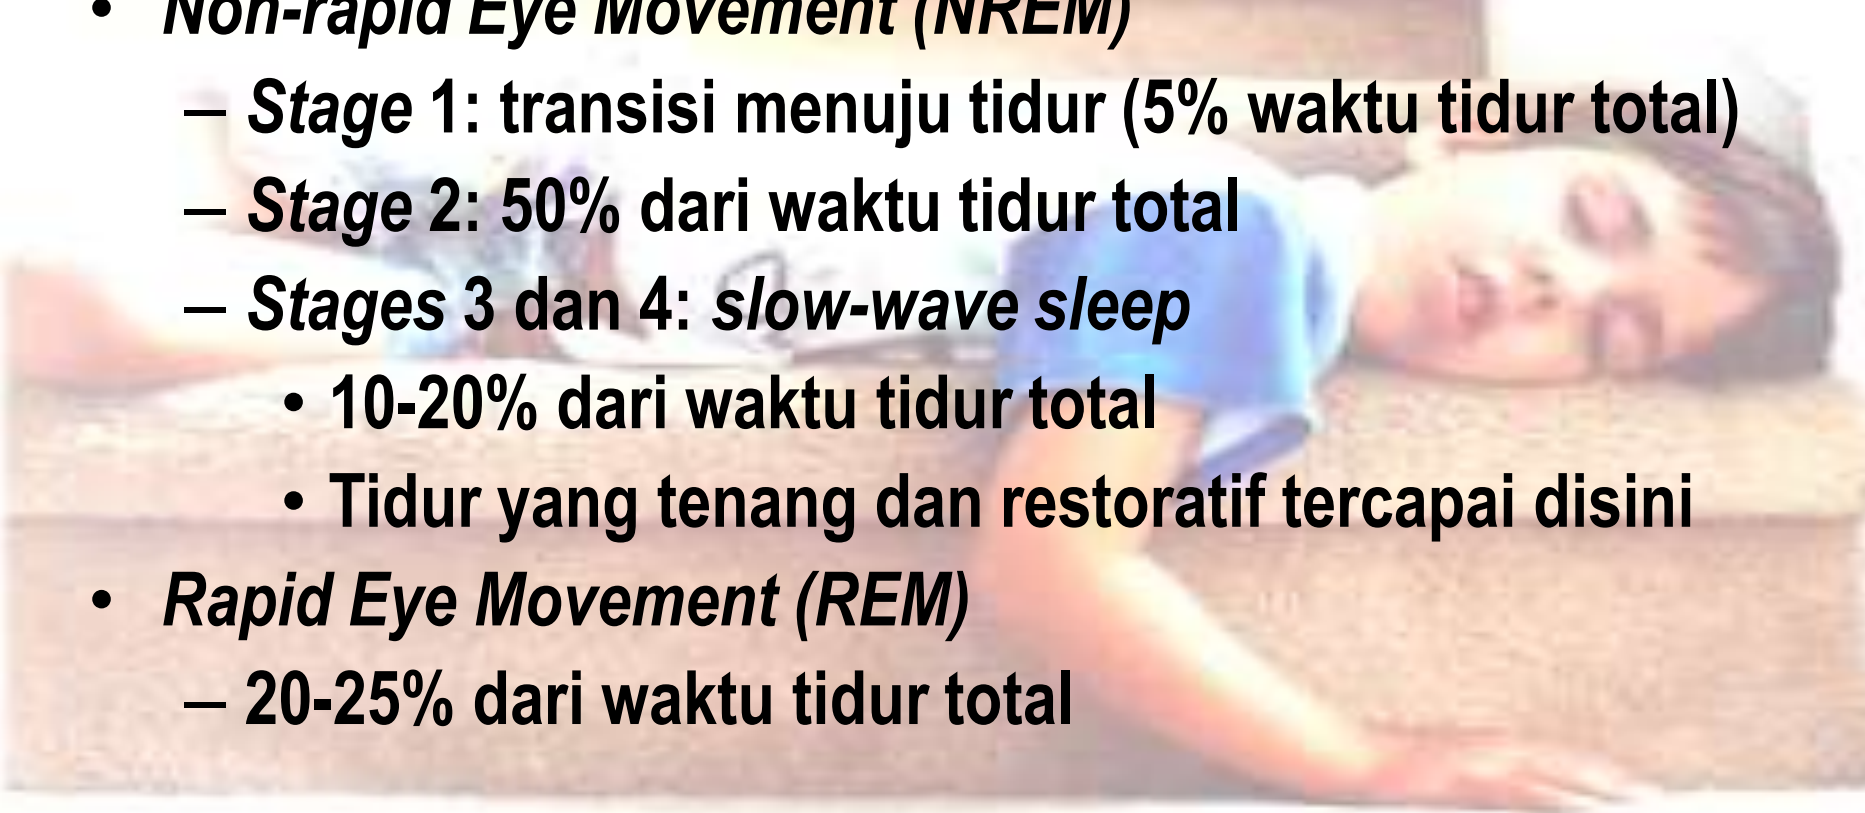 • Non-rapid Eye Movement (NREM)
– Stage 1: transisi menuju tidur (5% waktu tidur total)
– Stage 2: 50% dari waktu tidur total
– Stages 3 dan 4: slow-wave sleep
• 10-20% dari waktu tidur total
• Tidur yang tenang dan restoratif tercapai disini
• Rapid Eye Movement (REM)
– 20-25% dari waktu tidur total